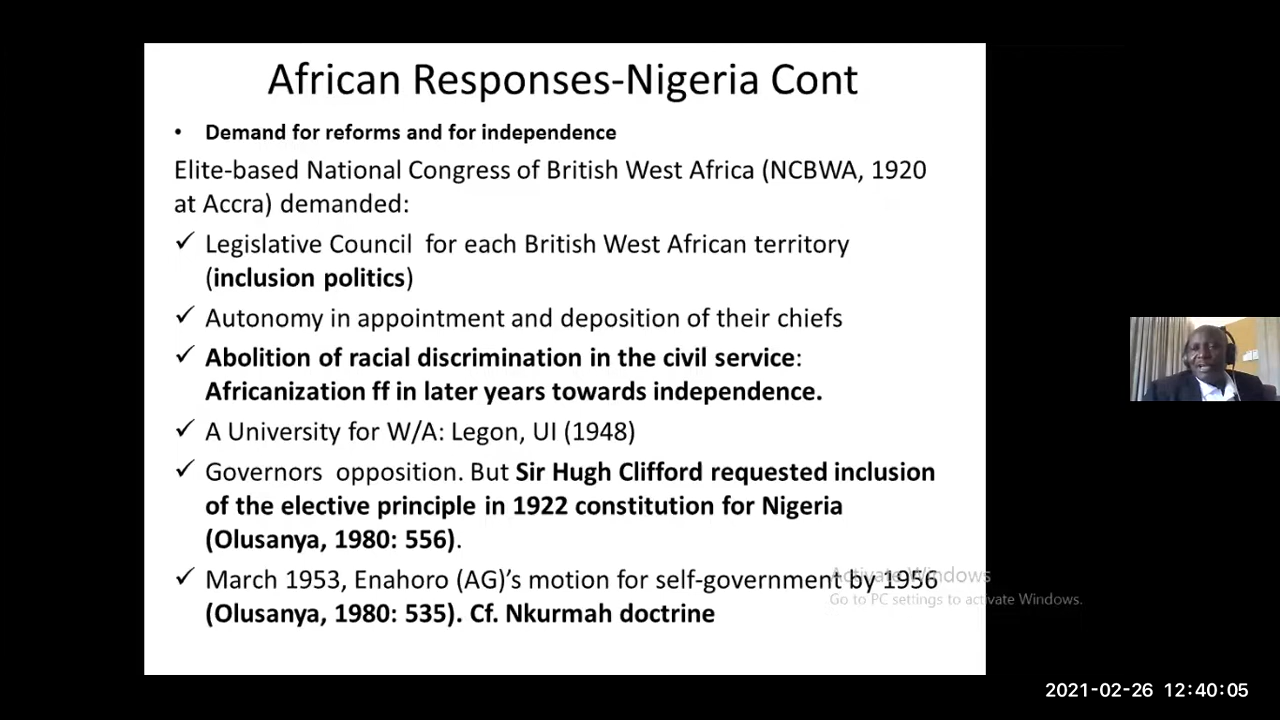 African Responses-Nigeria Cont
• Demand for reforms and for independence
Elite-based National Congress of British West Africa (NCBWA, 1920
at Accra) demanded:
✓ Legislative Council for each British West African territory
(inclusion politics)
✓ Autonomy in appointment and deposition of their chiefs
✓ Abolition of racial discrimination in the civil service:
Africanization ff in later years towards independence.
✓ A University for W/A: Legon, UI (1948)
✓ Governors opposition. But Sir Hugh Clifford requested inclusion
of the elective principle in 1922 constitution for Nigeria
(Olusanya, 1980: 556).
✓ March 1953, Enahoro (AG)’s motion for self-government by 1956
(Olusanya, 1980: 535). Cf. Nkurmah doctrine
Activate Windows
Go to PC settings to activate Windows.
2021-02-26 12:40:05